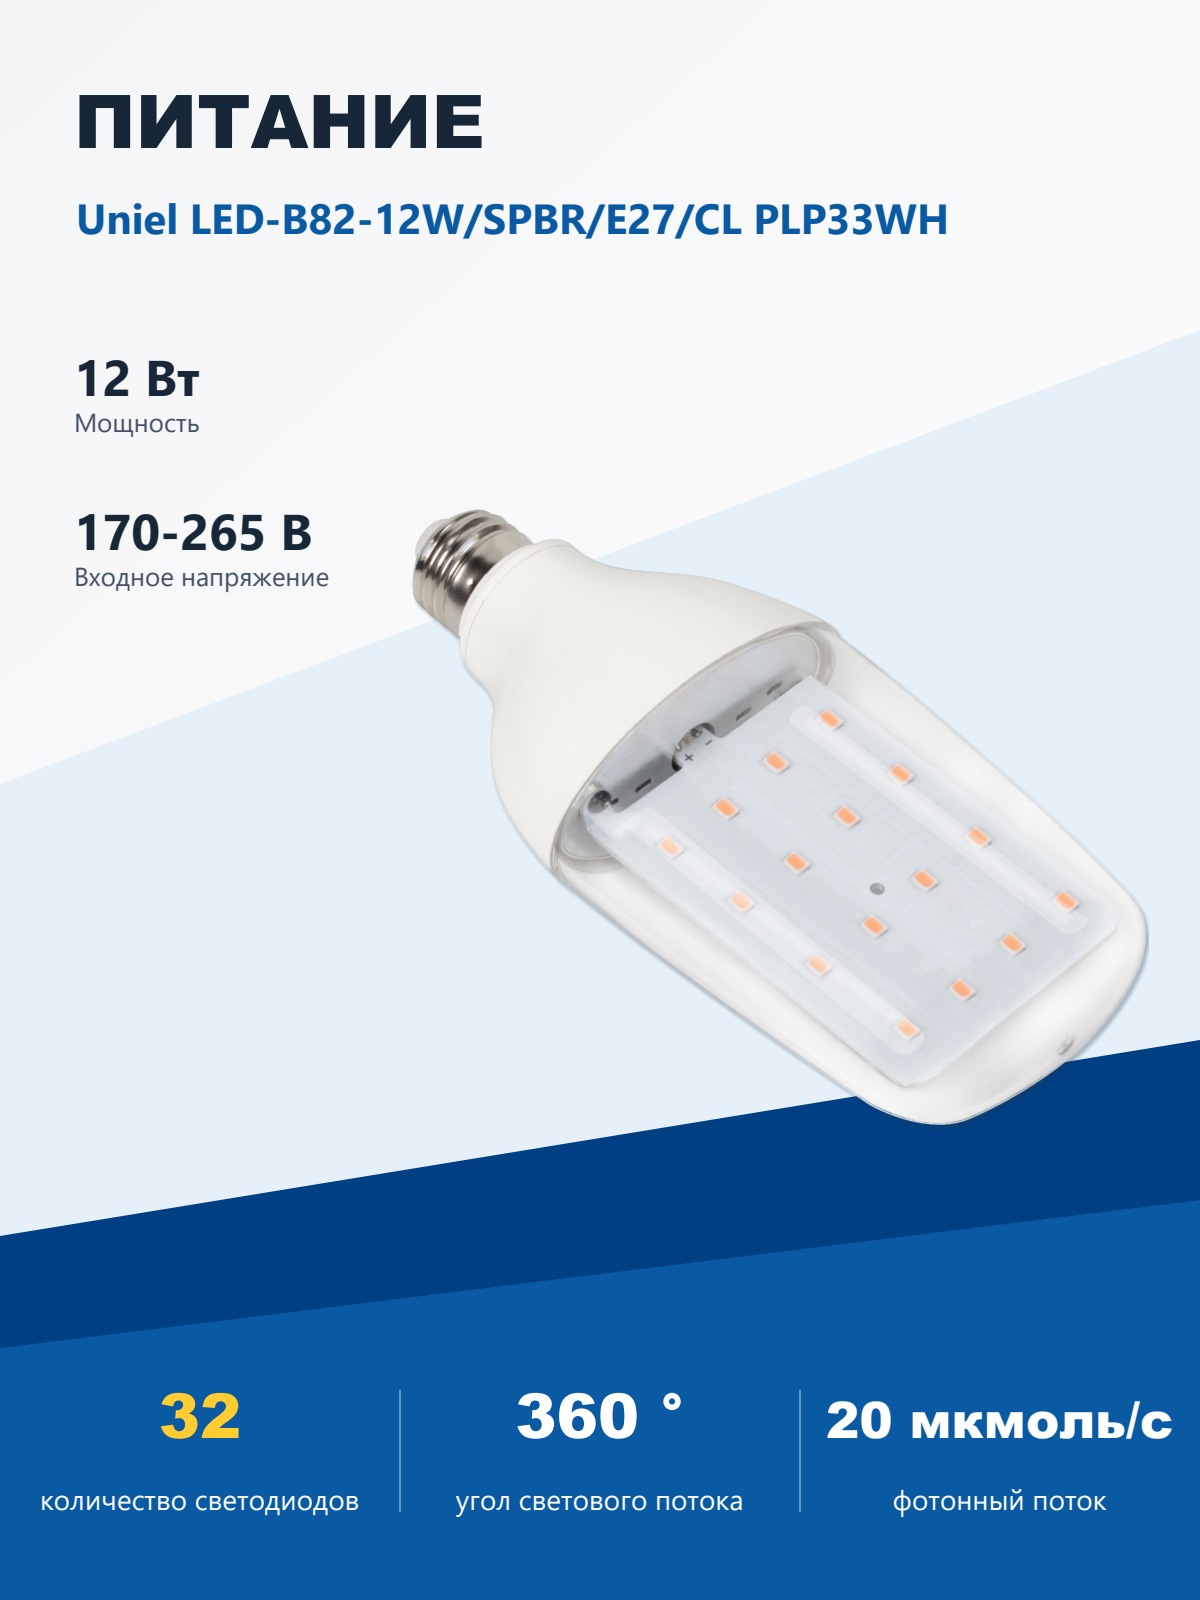 ПИТАНИЕ
Uniel LED-B82-12W/SPBR/E27/CL PLP33WH
12 Вт
Мощность
170-265 В
Входное напряжение
32
количество светодиодов
360 °
угол светового потока
20 мкмоль/с
фотонный поток